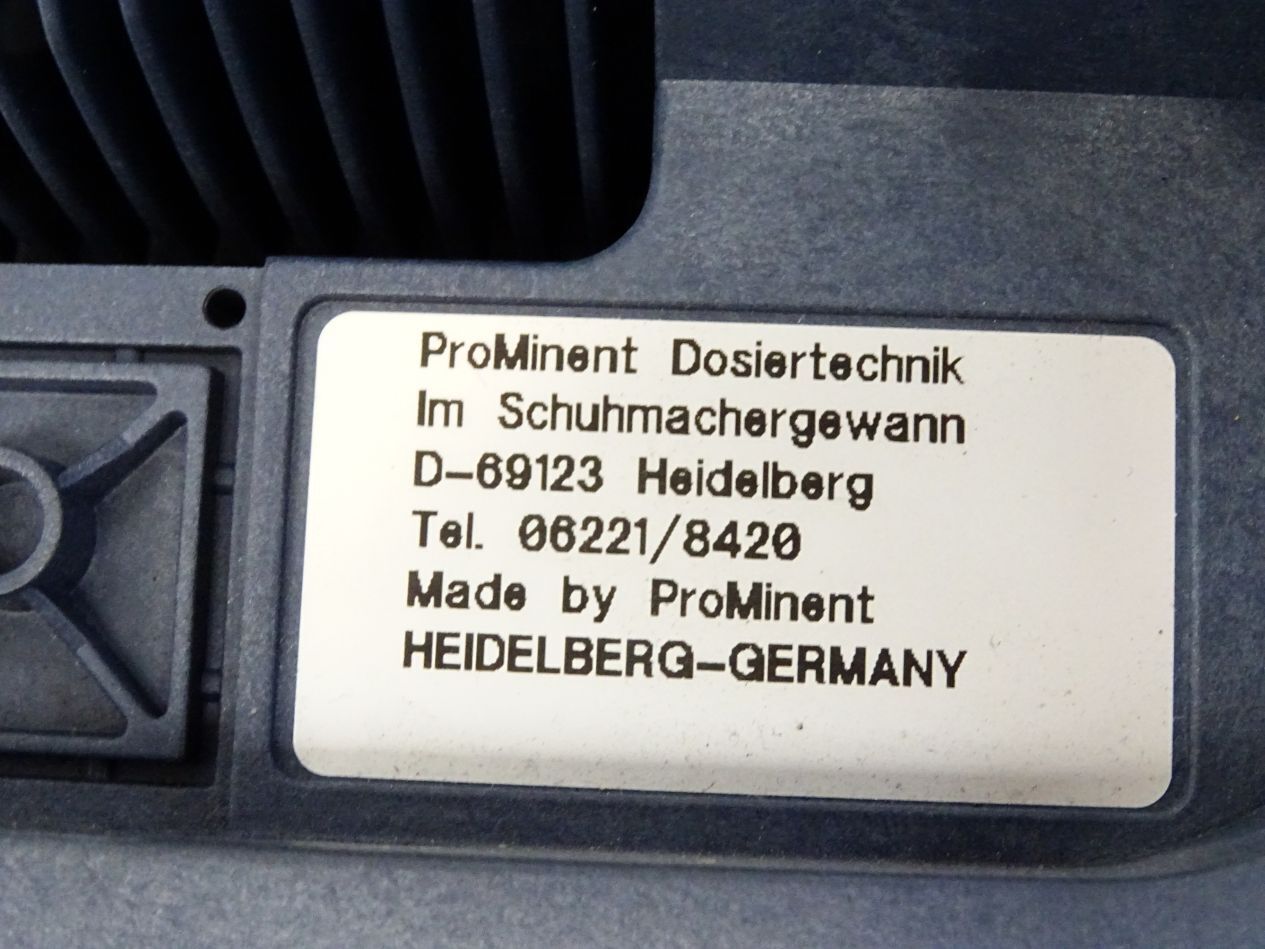 ProMinent Dosiertechnik
Im Schuhmachergewann
D-69123 Heidelberg
Tel. 06221/8420
Made by ProMinent
HEIDELBERG-GERMANY